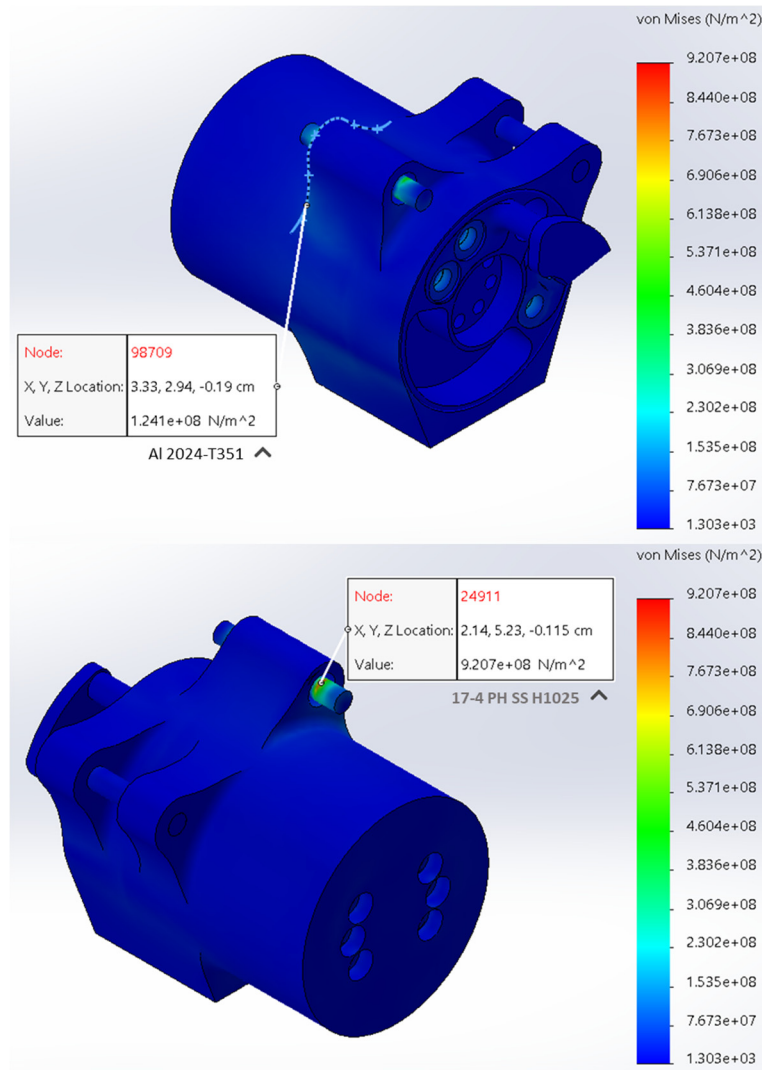 von Mises (N/m^2)
9.207e+08
8.440e+08
7.673e+08
6.906e+08
6.138e+08
5.371e+08
4.604e+08
3.836e+08
3.069e+08
2.302e+08
1.535e+08
7.673e+07
1.303e+03
Node: 98709
X, Y, Z Location: 3.33, 2.94, -0.19 cm
Value: 1.241e+08 N/m^2
Al 2024-T351
von Mises (N/m^2)
9.207e+08
8.440e+08
7.673e+08
6.906e+08
6.138e+08
5.371e+08
4.604e+08
3.836e+08
3.069e+08
2.302e+08
1.535e+08
7.673e+07
1.303e+03
Node: 24911
X, Y, Z Location: 2.14, 5.23, -0.115 cm
Value: 9.207e+08 N/m^2
17-4 PH SS H1025